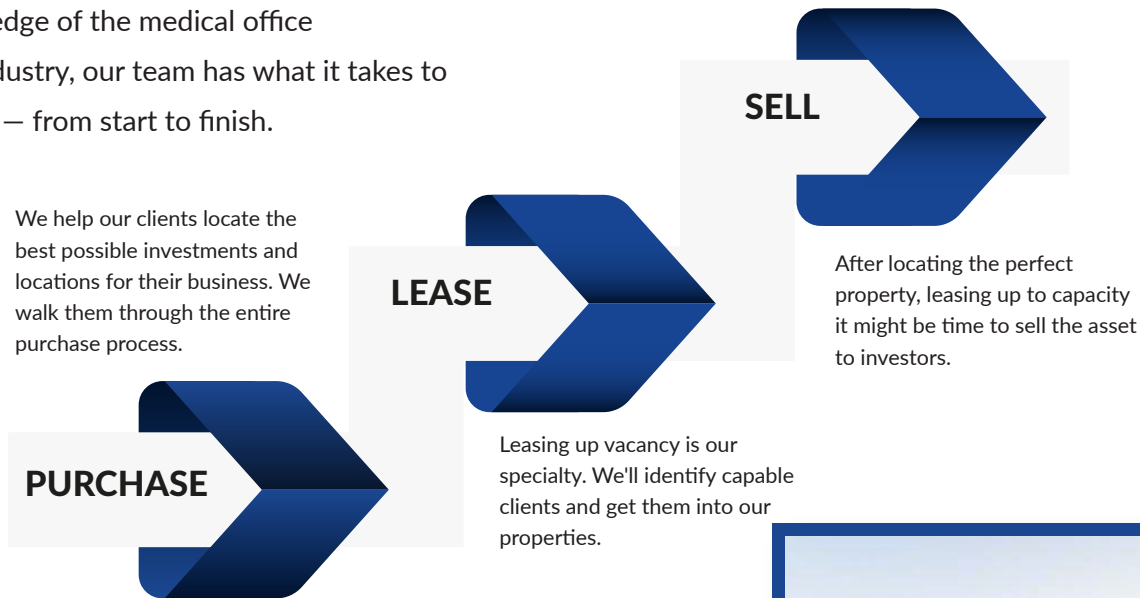 edge of the medical office
dustry, our team has what it takes to
— from start to finish.
SELL
We help our clients locate the
best possible investments and
locations for their business. We
walk them through the entire
purchase process.
LEASE
After locating the perfect
property, leasing up to capacity
it might be time to sell the asset
to investors.
PURCHASE
Leasing up vacancy is our
specialty. We'll identify capable
clients and get them into our
properties.